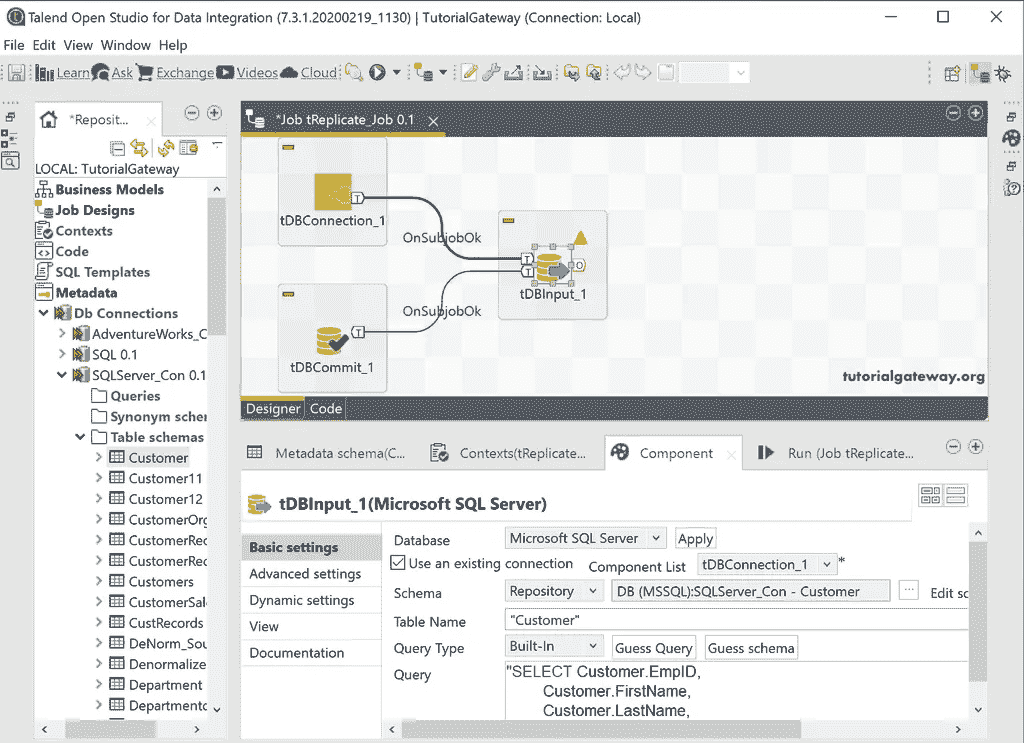 Talend Open Studio for Data Integration (7.3.1.20200219_1130) | TutorialGateway (Connection: Local)
File Edit View Window Help
Learn Ask Exchange Videos Cloud
*Reposit...
LOCAL: TutorialGateway
Business Models
Job Designs
Contexts
Code
SQL Templates
Metadata
Db Connections
AdventureWorks_C
SQL 0.1
SQLServer_Con 0.1
Queries
Synonym scher
Table schemas
Customer
Customer11
Customer12
CustomerOrg
CustomerRec
CustomerRec
Customers
CustomerSal
CustRecords
DeNorm_Sou
Denormalize
Department
Departmentc
*Job tReplicate_Job 0.1
T
tDBConnection_1
OnSubjobOk
T
T
O
tDBInput_1
OnSubjobOk
T
tDBCommit_1
tutorialgateway.org
Designer Code
Metadata schema(C... Contexts(tReplicate... Component Run (Job tReplicate...
tDBInput_1(Microsoft SQL Server)
Basic settings
Advanced settings
Dynamic settings
View
Documentation
Database Microsoft SQL Server Apply
Use an existing connection Component List tDBConnection_1 *
Schema Repository DB (MSSQL):SQLServer_Con - Customer ... Edit sc
Table Name "Customer"
Query Type Built-In Guess Query Guess schema
Query "SELECT Customer.EmpID,
Customer.FirstName,
Customer.LastName,